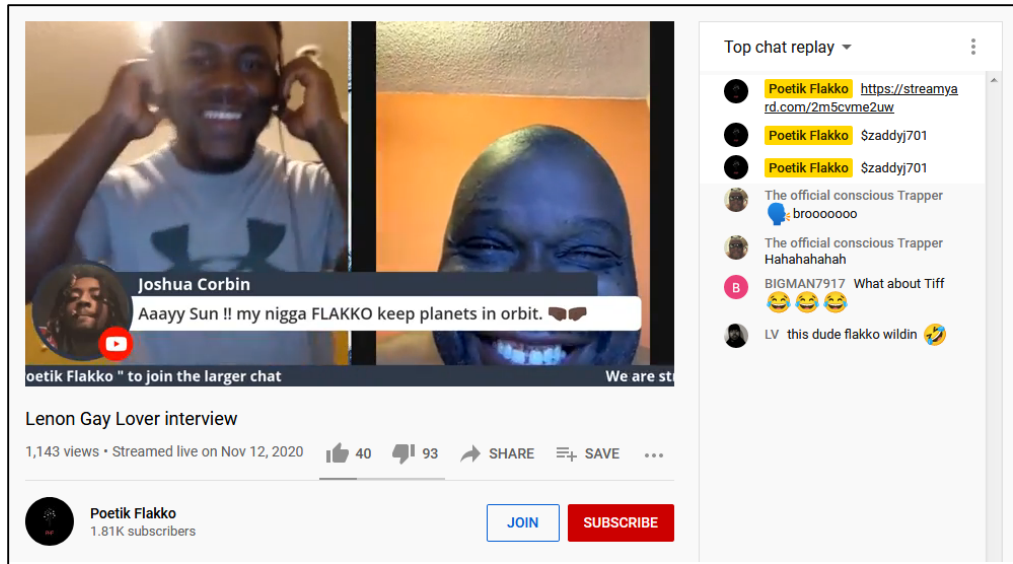 Joshua Corbin
Aaayy Sun !! my nigga FLAKKO keep planets in orbit.
oetik Flakko " to join the larger chat
We are str
Lenon Gay Lover interview
1,143 views • Streamed live on Nov 12, 2020
40
93
SHARE
SAVE
Poetik Flakko
1.81K subscribers
JOIN
SUBSCRIBE
Top chat replay
Poetik Flakko https://streamya
rd.com/2m5cvme2uw
Poetik Flakko $zaddyj701
Poetik Flakko $zaddyj701
The official conscious Trapper
brooooooo
The official conscious Trapper
Hahahahahah
B
BIGMAN7917 What about Tiff
LV this dude flakko wildin